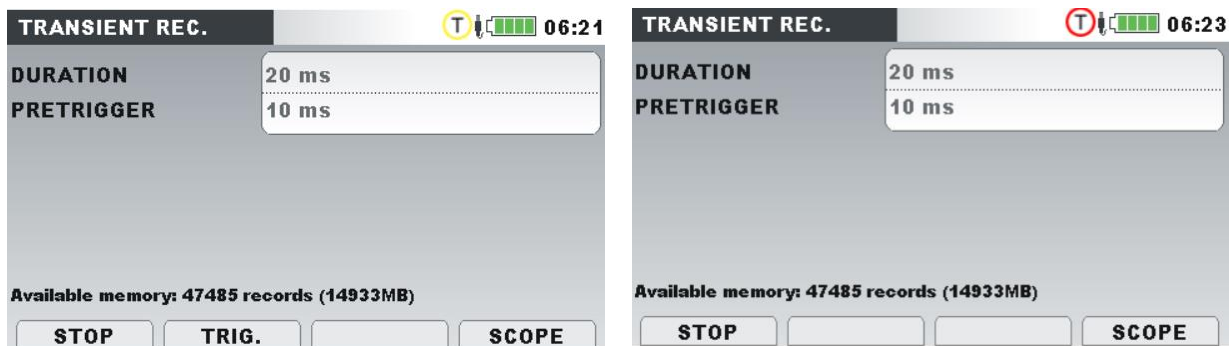 TRANSIENT REC. T 06:21
DURATION 20 ms
PRETRIGGER 10 ms
Available memory: 47485 records (14933MB)
STOP TRIG. SCOPE
TRANSIENT REC. T 06:23
DURATION 20 ms
PRETRIGGER 10 ms
Available memory: 47485 records (14933MB)
STOP SCOPE